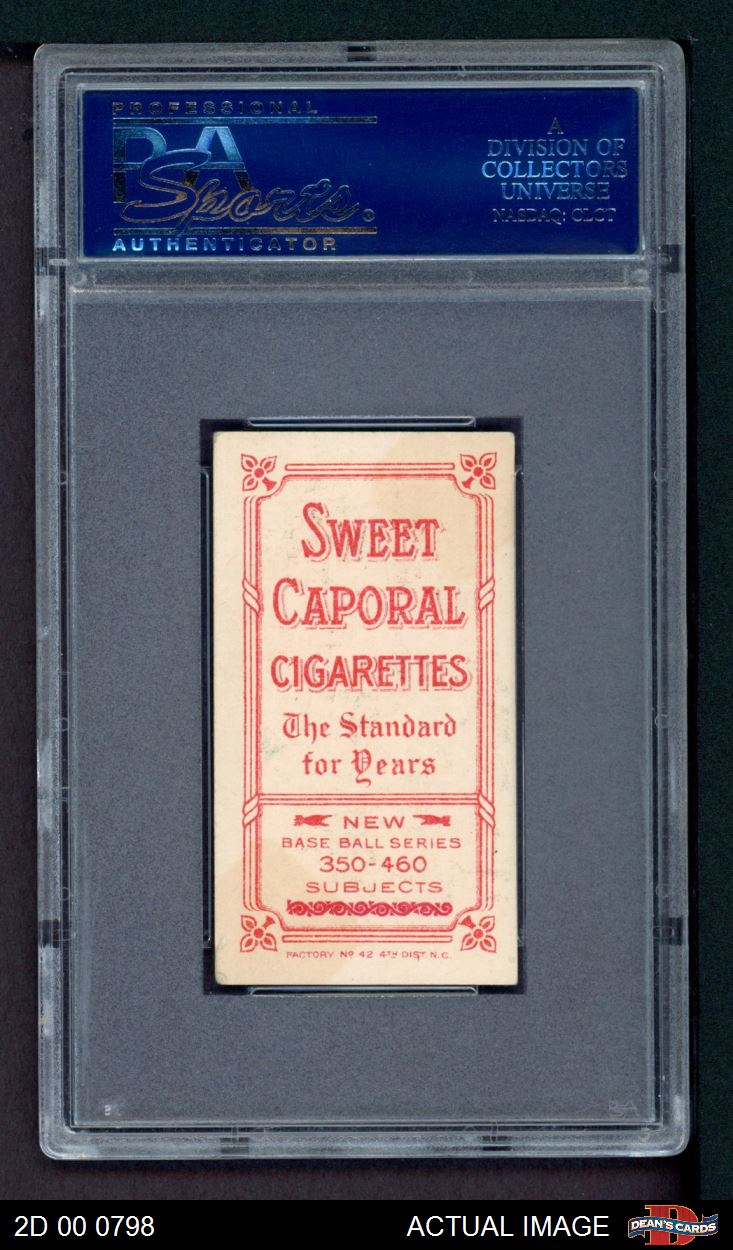 PROFESSIONAL
PSA
Sports®
AUTHENTICATOR
A
DIVISION OF
COLLECTORS
UNIVERSE
NASDAQ: CLCT
SWEET
CAPORAL
CIGARETTES
The Standard
for Years
NEW
BASE BALL SERIES
350-460
SUBJECTS
FACTORY Nº 42 4TH DIST. N.C.
2D 00 0798
ACTUAL IMAGE
D
DEAN'S CARDS